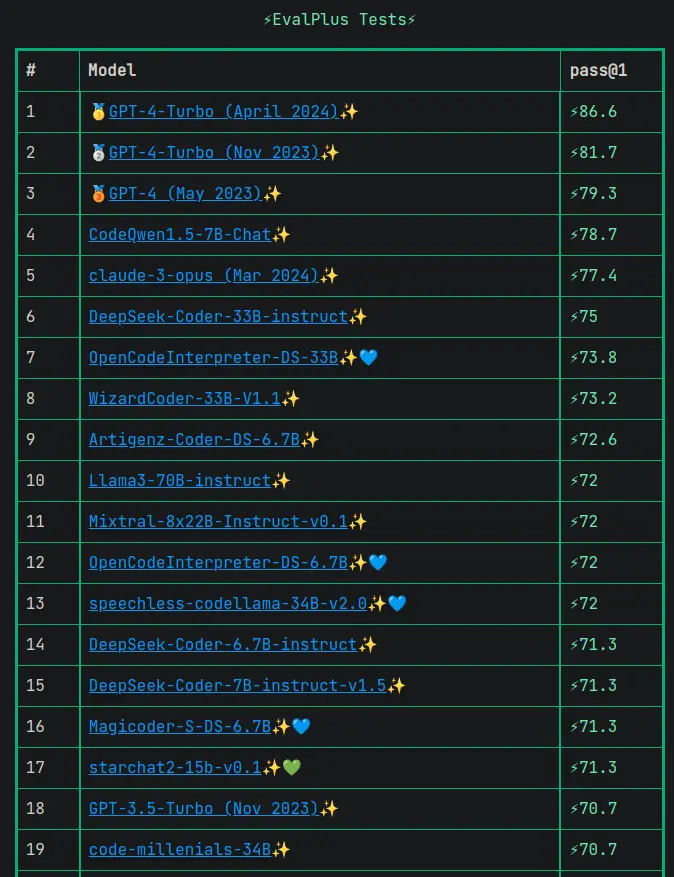 ⚡EvalPlus Tests⚡
# Model pass@1
1 🥇GPT-4-Turbo (April 2024)✨ ⚡86.6
2 🥈GPT-4-Turbo (Nov 2023)✨ ⚡81.7
3 🥉GPT-4 (May 2023)✨ ⚡79.3
4 CodeQwen1.5-7B-Chat✨ ⚡78.7
5 claude-3-opus (Mar 2024)✨ ⚡77.4
6 DeepSeek-Coder-33B-instruct✨ ⚡75
7 OpenCodeInterpreter-DS-33B✨💙 ⚡73.8
8 WizardCoder-33B-V1.1✨ ⚡73.2
9 Artigenz-Coder-DS-6.7B✨ ⚡72.6
10 Llama3-70B-instruct✨ ⚡72
11 Mixtral-8x22B-Instruct-v0.1✨ ⚡72
12 OpenCodeInterpreter-DS-6.7B✨💙 ⚡72
13 speechless-codellama-34B-v2.0✨💙 ⚡72
14 DeepSeek-Coder-6.7B-instruct✨ ⚡71.3
15 DeepSeek-Coder-7B-instruct-v1.5✨ ⚡71.3
16 Magicoder-S-DS-6.7B✨💙 ⚡71.3
17 starchat2-15b-v0.1✨💚 ⚡71.3
18 GPT-3.5-Turbo (Nov 2023)✨ ⚡70.7
19 code-millenials-34B✨ ⚡70.7